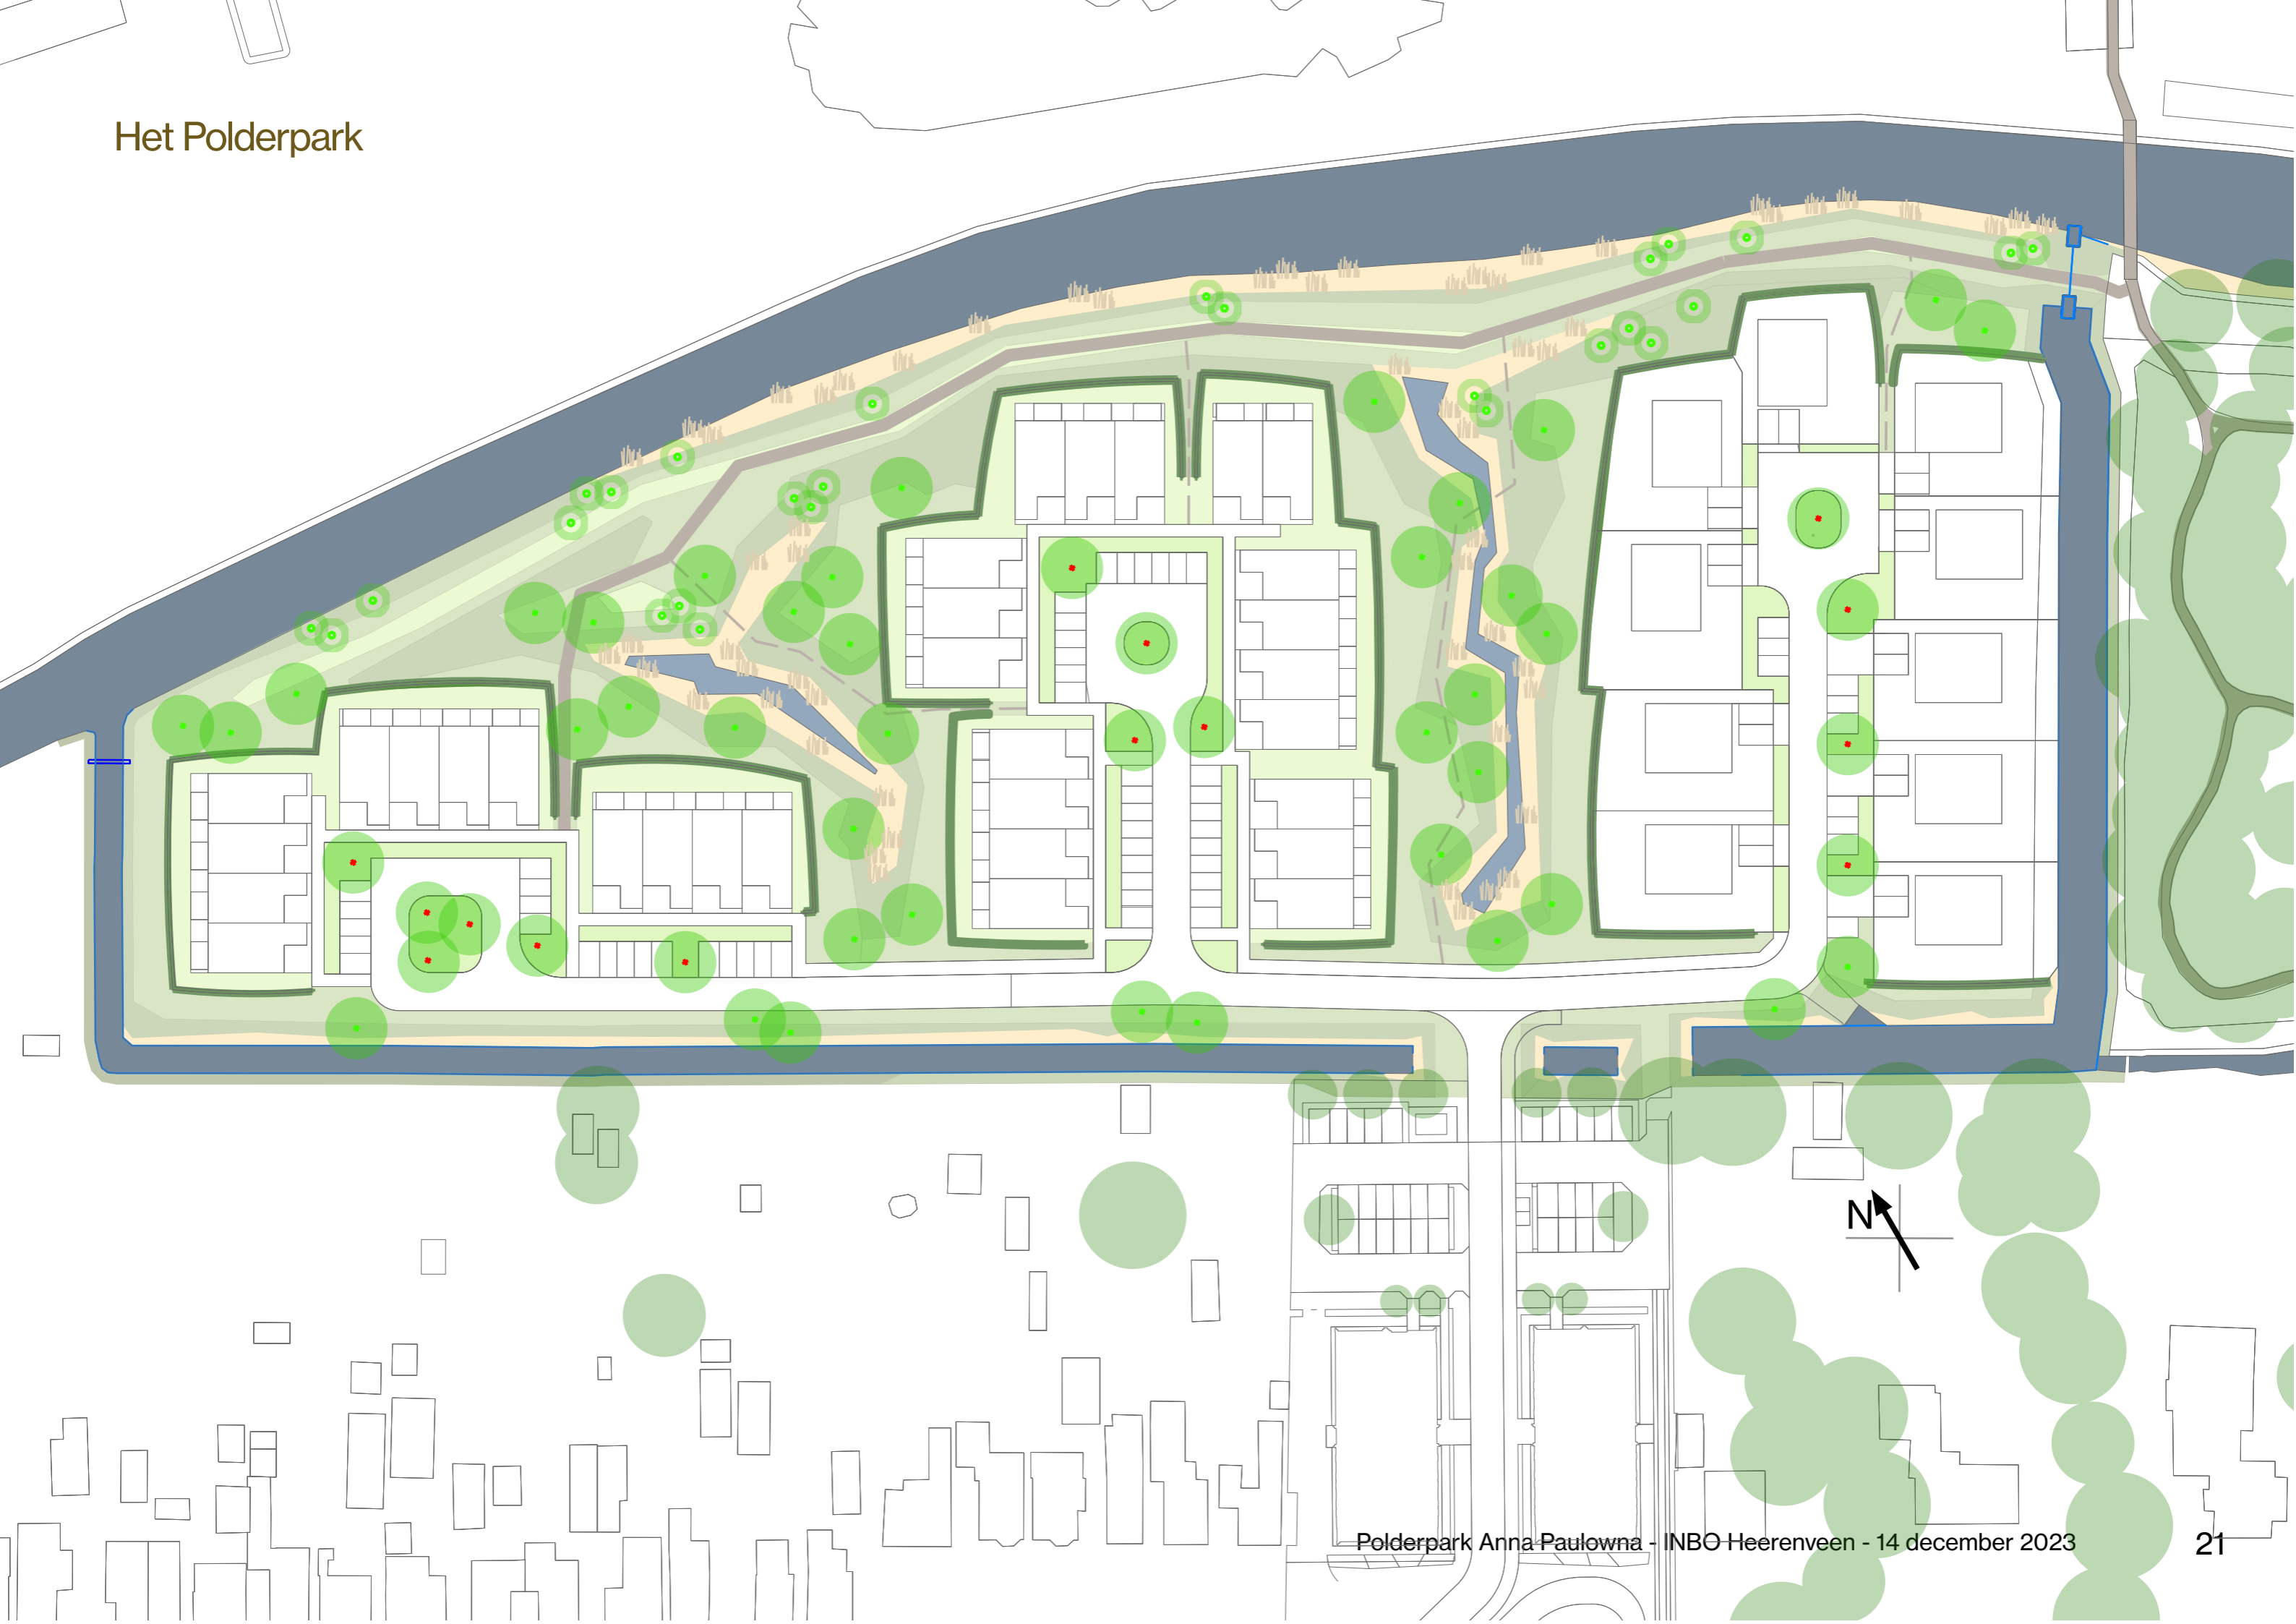 Het Polderpark
N
Polderpark Anna Paulowna - INBO Heerenveen - 14 december 2023
21